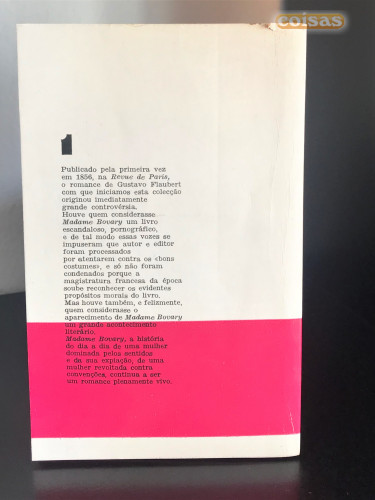 coisas
1
Publicado pela primeira vez
em 1856, na Revue de Paris,
o romance de Gustavo Flaubert
com que iniciamos esta colecção
originou imediatamente
grande controvérsia.
Houve quem considerasse
Madame Bovary um livro
escandaloso, pornográfico,
e de tal modo essas vozes se
impuseram que autor e editor
foram processados
por atentarem contra os «bons
costumes», e só não foram
condenados porque a
magistratura francesa da época
soube reconhecer os evidentes
propósitos morais do livro.
Mas houve também, e felizmente,
quem considerasse o
aparecimento de Madame Bovary
um grande acontecimento
literário.
Madame Bovary, a história
do dia a dia de uma mulher
dominada pelos sentidos
e da sua expiação, de uma
mulher revoltada contra
convenções, continua a ser
um romance plenamente vivo.